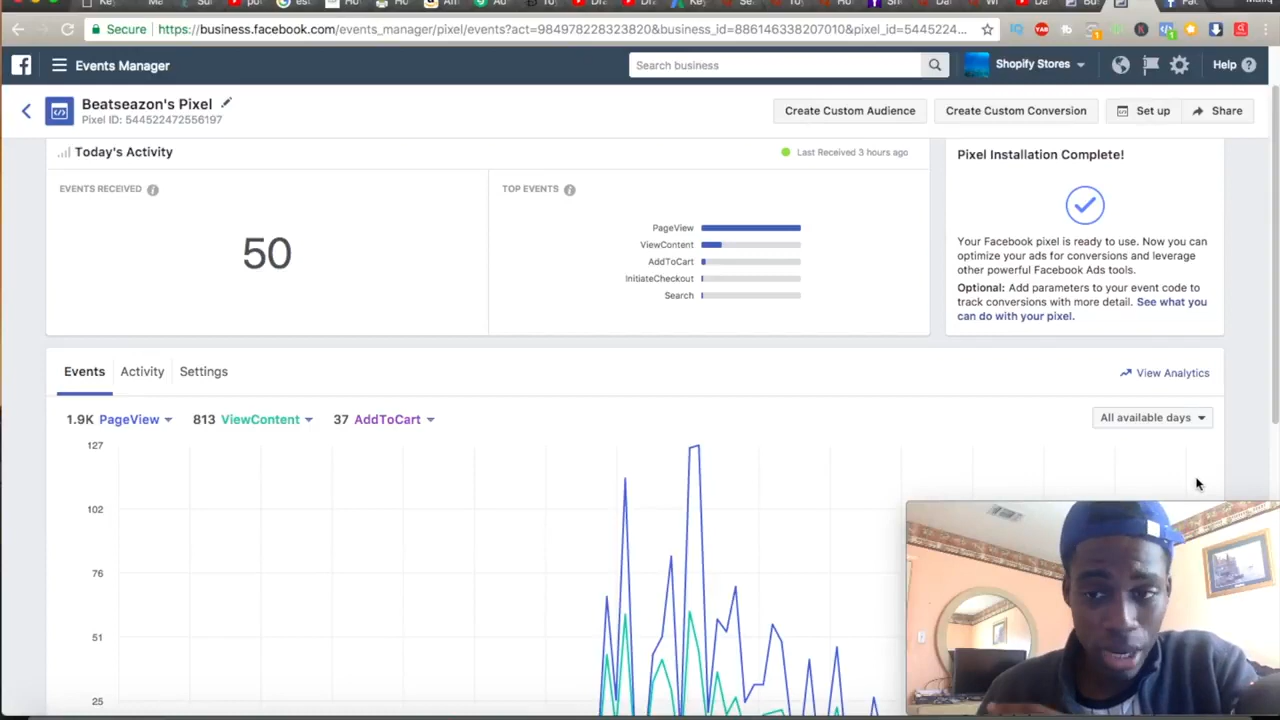 Secure https://business.facebook.com/events_manager/pixel/events?act=984978228323820&business_id=886146338207010&pixel_id=5445224...
Events Manager
Search business
Shopify Stores
Help
Beatseazon's Pixel
Pixel ID: 544522472556197
Create Custom Audience
Create Custom Conversion
Set up
Share
Today's Activity
Last Received 3 hours ago
EVENTS RECEIVED
50
TOP EVENTS
PageView
ViewContent
AddToCart
InitiateCheckout
Search
Pixel Installation Complete!
Your Facebook pixel is ready to use. Now you can
optimize your ads for conversions and leverage
other powerful Facebook Ads tools.
Optional: Add parameters to your event code to
track conversions with more detail. See what you
can do with your pixel.
Events
Activity
Settings
View Analytics
1.9K PageView
813 ViewContent
37 AddToCart
All available days
127
102
76
51
25